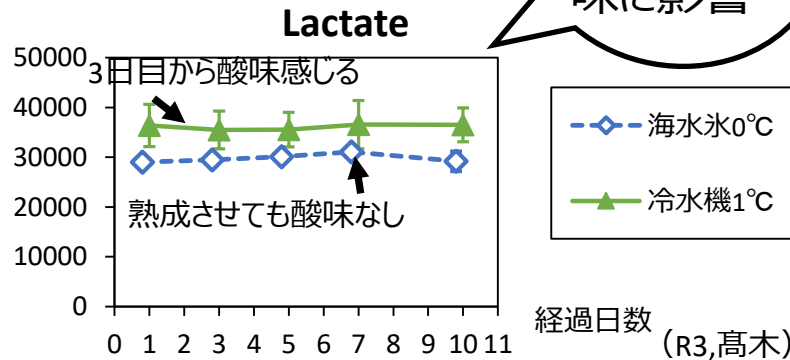 味に影響
Lactate
50000
3日目から酸味感じる
40000
30000
20000
熟成させても酸味なし
10000
0
0 1 2 3 4 5 6 7 8 9 10 11
海水氷0℃
冷水機1℃
経過日数
(R3,髙木)